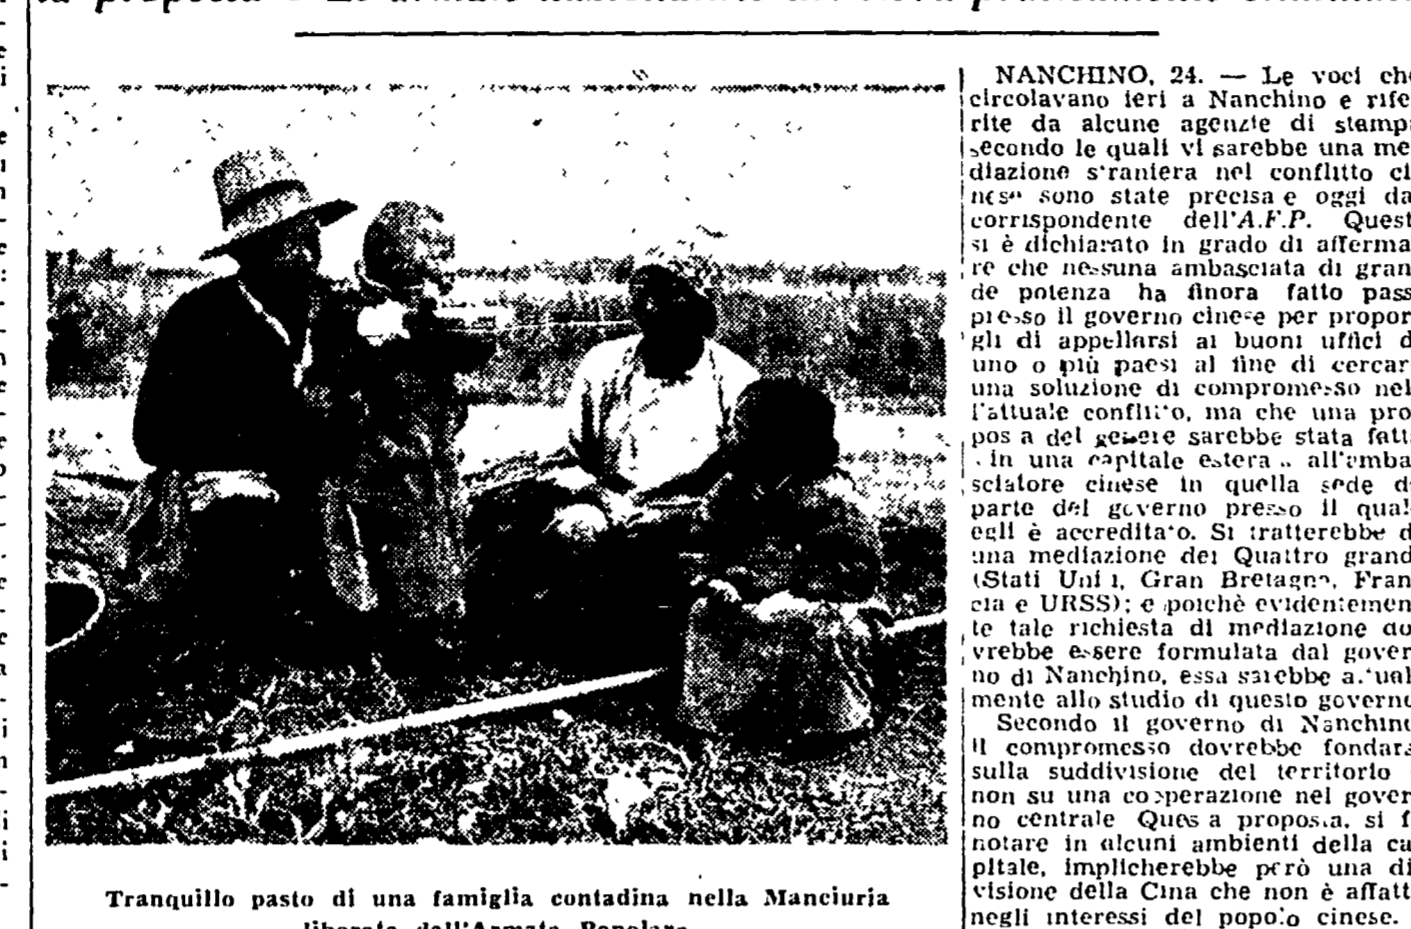 Tranquillo pasto di una famiglia contadina nella Manciuria
liberata dall'Armata Popolare
NANCHINO, 24. — Le voci che
circolavano ieri a Nanchino e rife
rite da alcune agenzie di stampa
secondo le quali vi sarebbe una me
diazione straniera nel conflitto ci
nese sono state precisate oggi da
corrispondente dell'A.F.P. Quest
si è dichiarato in grado di afferma
re che nessuna ambasciata di gran
de potenza ha finora fatto pass
presso il governo cinese per propor
gli di appellarsi ai buoni uffici d
uno o più paesi al fine di cercar
una soluzione di compromesso nel
l'attuale conflitto, ma che una pro
posta del genere sarebbe stata fatta
in una capitale estera all'amba
sciatore cinese in quella sede d
parte del governo presso il qual
egli è accreditato. Si tratterebbe d
una mediazione dei Quattro grand
(Stati Uniti, Gran Bretagna, Fran
cia e URSS); e poichè evidentemen
te tale richiesta di mediazione do
vrebbe essere formulata dal gover
no di Nanchino, essa sarebbe attual
mente allo studio di questo governo
Secondo il governo di Nanchino
il compromesso dovrebbe fondars
sulla suddivisione del territorio
non su una cooperazione nel gover
no centrale Questa proposta, si f
notare in alcuni ambienti della ca
pitale, implicherebbe però una di
visione della Cina che non è affatt
negli interessi del popolo cinese.